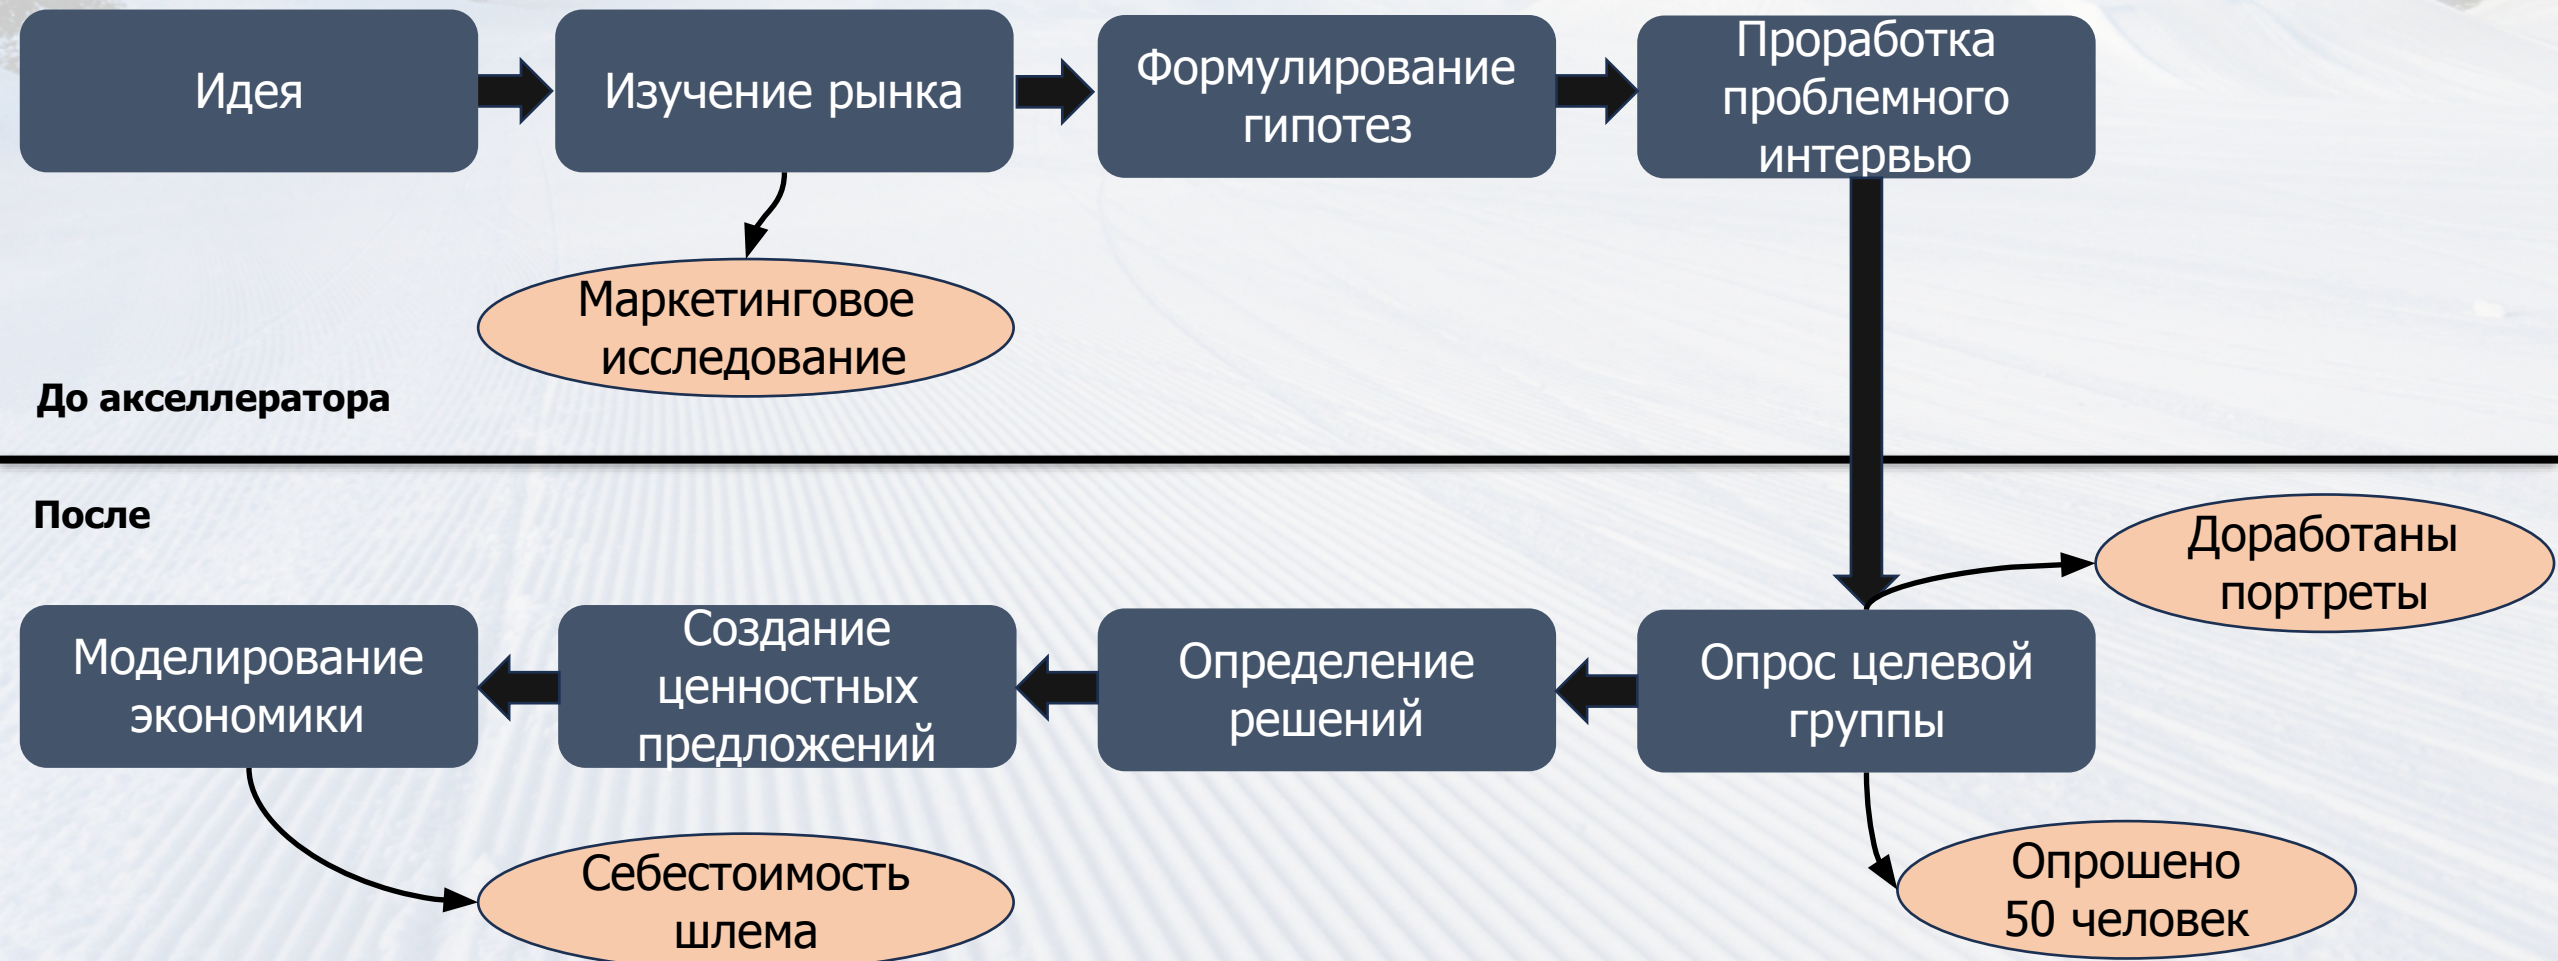 Идея
Изучение рынка
Формулирование
гипотез
Проработка
проблемного
интервью
Маркетинговое
исследование
До акселлератора
После
Доработаны
портреты
Моделирование
экономики
Создание
ценностных
предложений
Определение
решений
Опрос целевой
группы
Себестоимость
шлема
Опрошено
50 человек